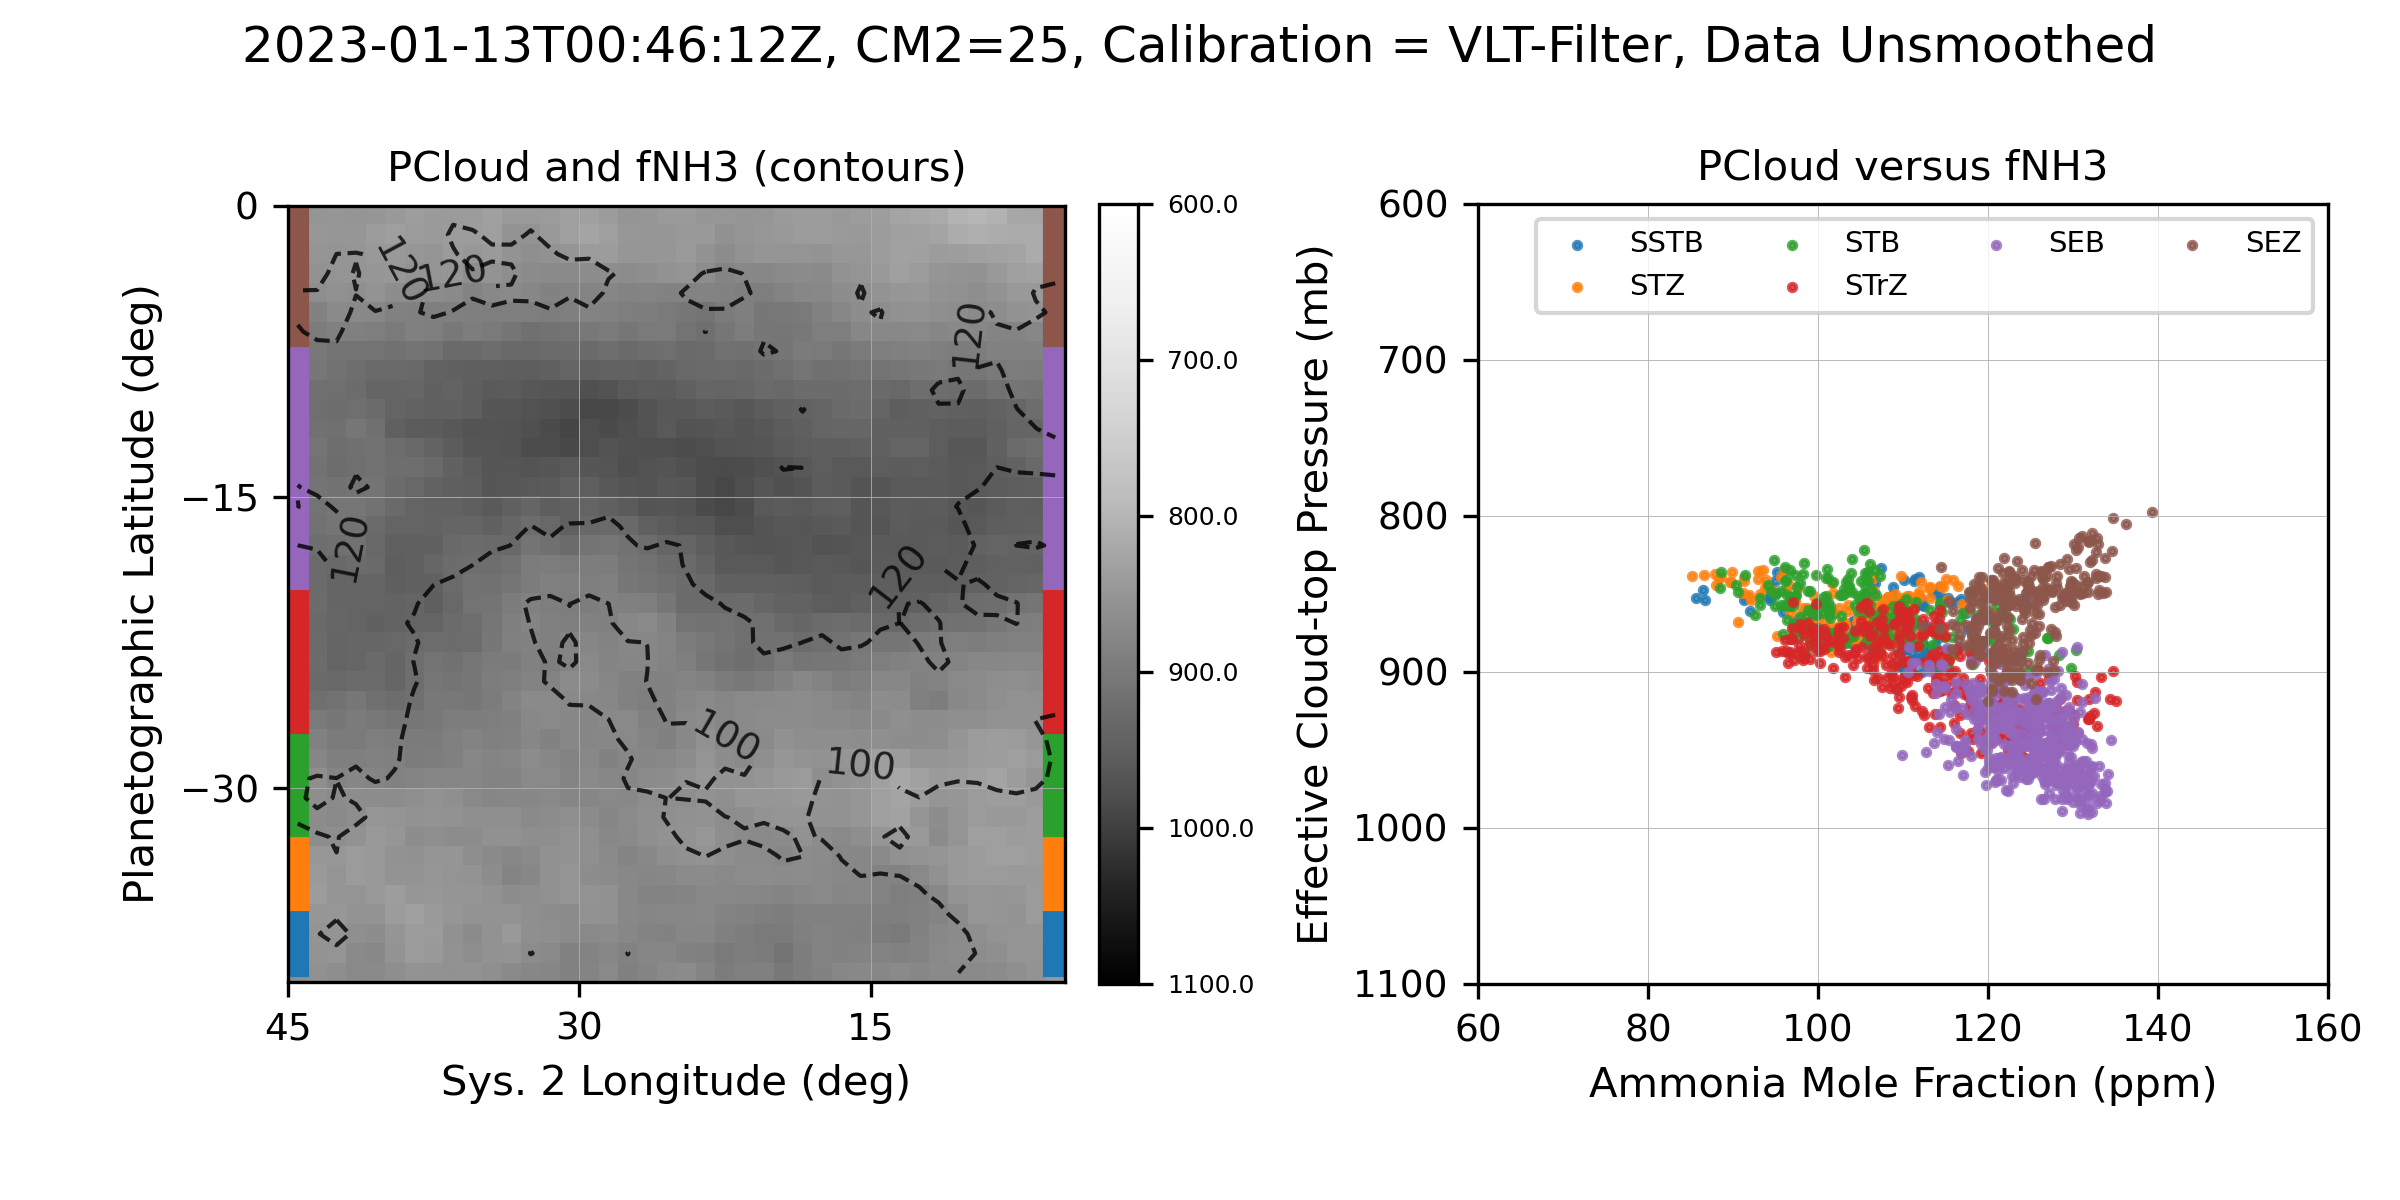 2023-01-13T00:46:12Z, CM2=25, Calibration = VLT-Filter, Data Unsmoothed
PCloud and fNH3 (contours)
Planetographic Latitude (deg)
0
−15
−30
45
30
15
Sys. 2 Longitude (deg)
120
120
120
120
120
100
100
600.0
700.0
800.0
900.0
1000.0
1100.0
PCloud versus fNH3
Effective Cloud-top Pressure (mb)
600
700
800
900
1000
1100
SSTB STB SEB SEZ
STZ STrZ
60 80 100 120 140 160
Ammonia Mole Fraction (ppm)